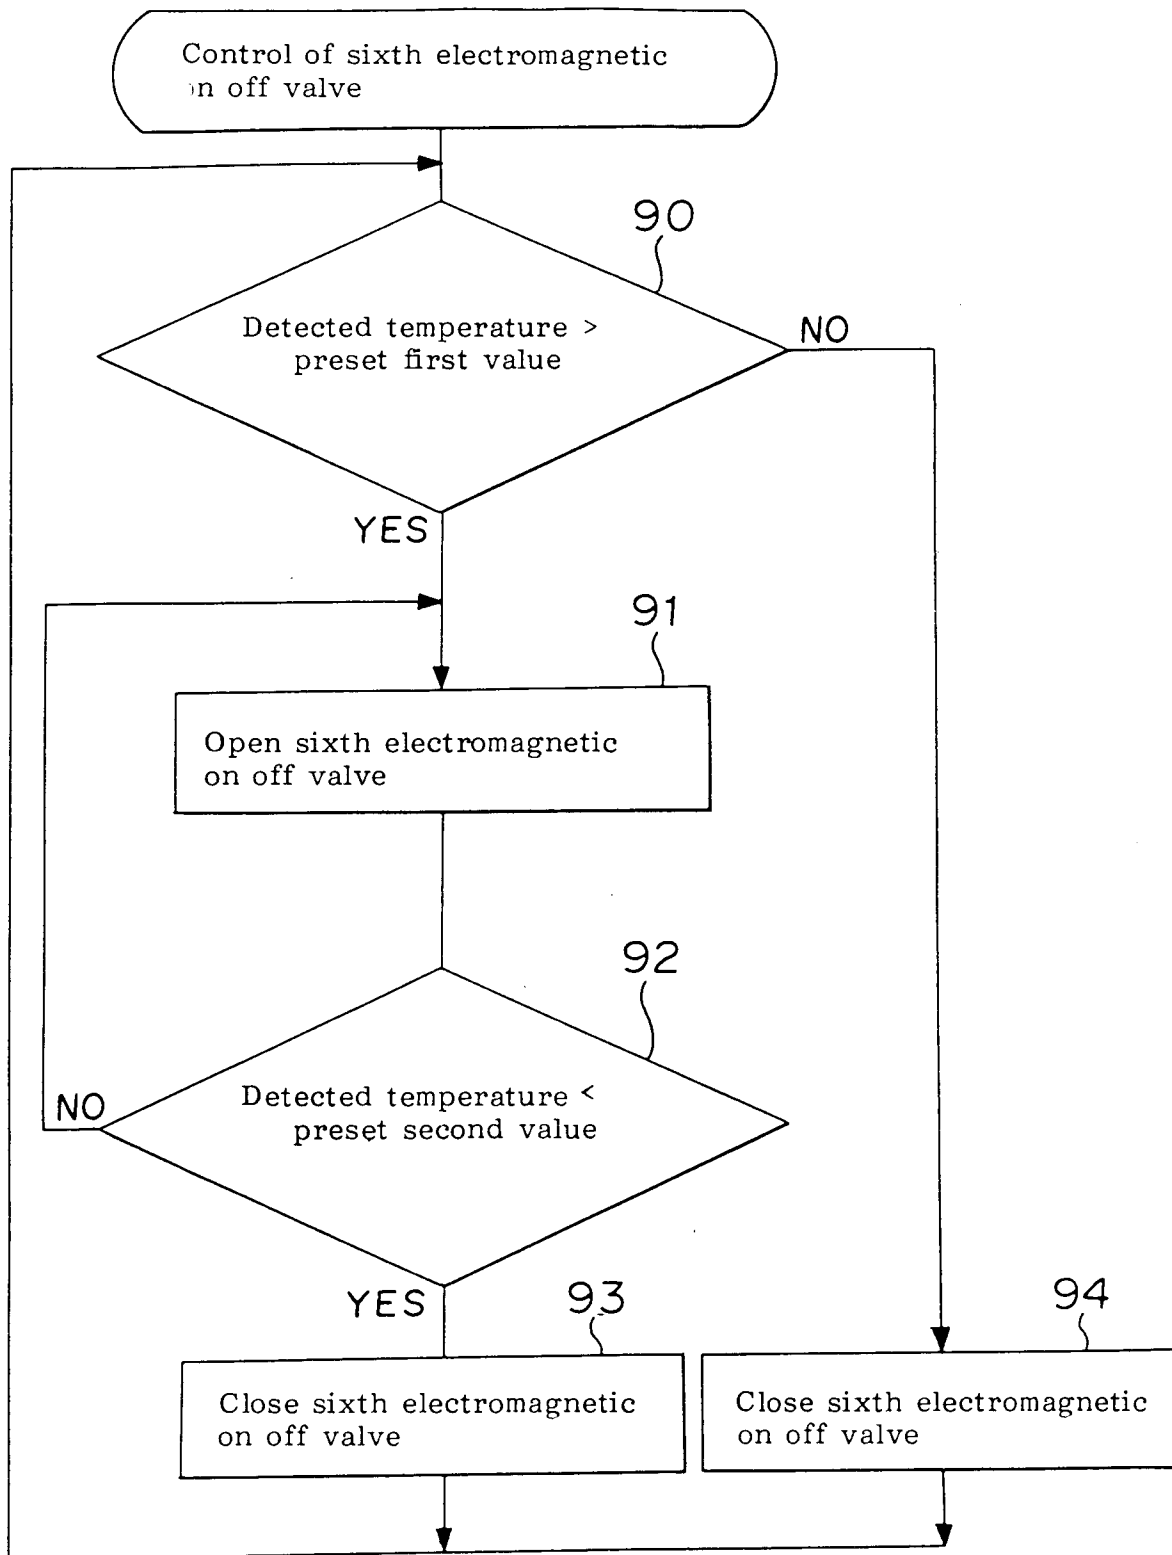 Control of sixth electromagnetic
on off valve
90
Detected temperature >
preset first value
NO
YES
91
Open sixth electromagnetic
on off valve
92
Detected temperature <
preset second value
NO
YES
93
94
Close sixth electromagnetic
on off valve
Close sixth electromagnetic
on off valve